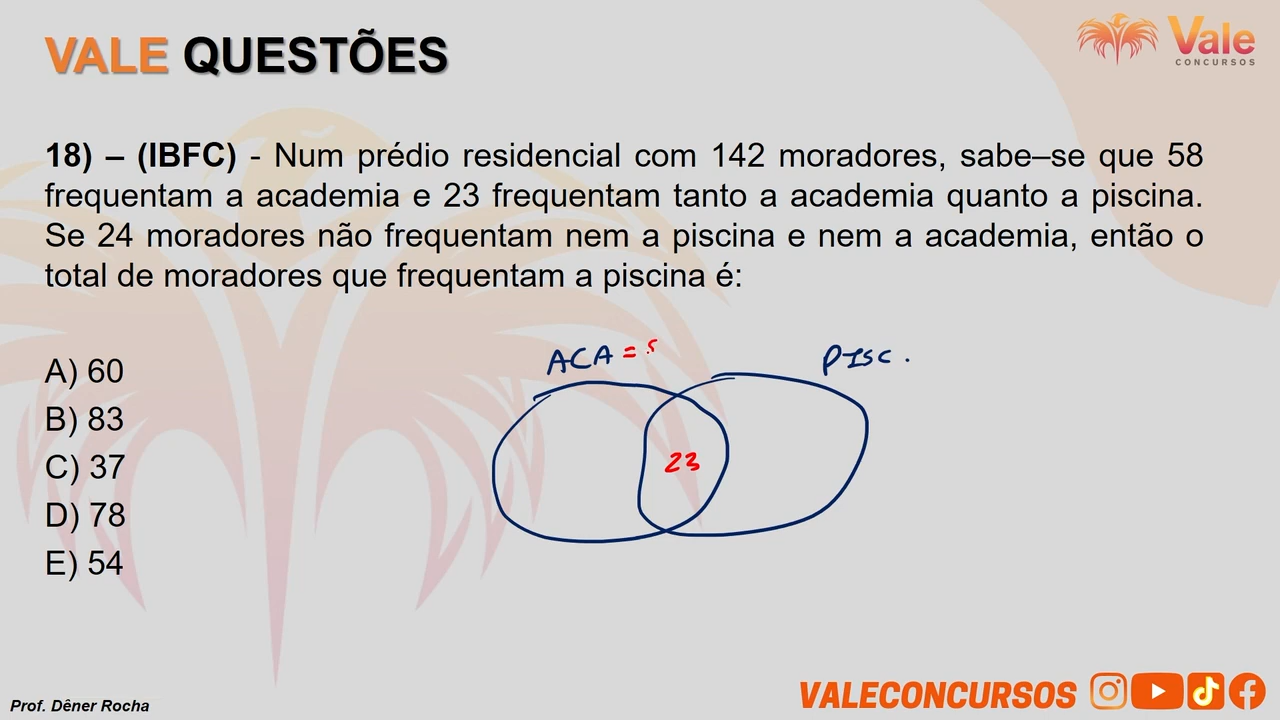 VALE QUESTÕES
Vale
CONCURSOS
18) – (IBFC) - Num prédio residencial com 142 moradores, sabe–se que 58
frequentam a academia e 23 frequentam tanto a academia quanto a piscina.
Se 24 moradores não frequentam nem a piscina e nem a academia, então o
total de moradores que frequentam a piscina é:
A) 60
B) 83
C) 37
D) 78
E) 54
ACA =
PISC.
23
VALECONCURSOS
Prof. Dêner Rocha